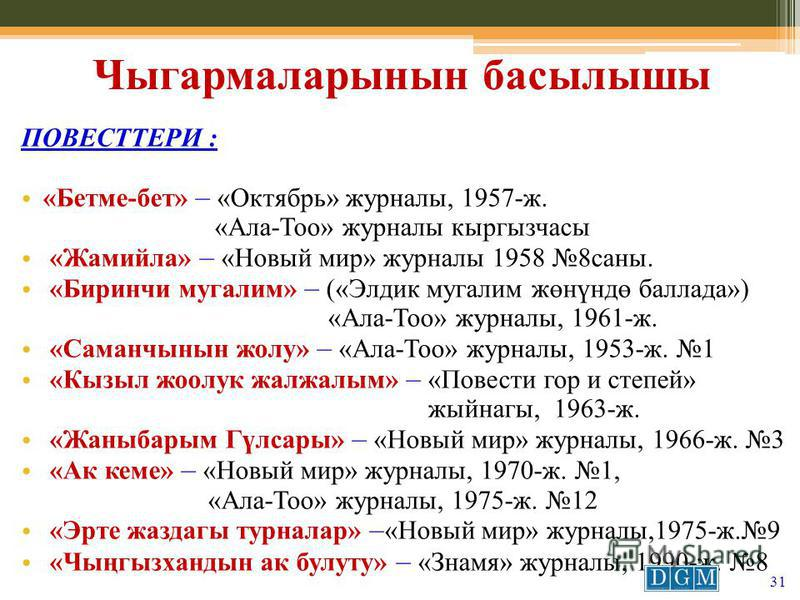 Чыгармаларынын басылышы
ПОВЕСТТЕРИ :
• «Бетме-бет» – «Октябрь» журналы, 1957-ж.
«Ала-Тоо» журналы кыргызчасы
• «Жамийла» – «Новый мир» журналы 1958 №8саны.
• «Биринчи мугалим» – («Элдик мугалим жөнүндө баллада»)
«Ала-Тоо» журналы, 1961-ж.
• «Саманчынын жолу» – «Ала-Тоо» журналы, 1953-ж. №1
• «Кызыл жоолук жалжалым» – «Повести гор и степей»
жыйнагы, 1963-ж.
• «Жаныбарым Гүлсары» – «Новый мир» журналы, 1966-ж. №3
• «Ак кеме» – «Новый мир» журналы, 1970-ж. №1,
«Ала-Тоо» журналы, 1975-ж. №12
• «Эрте жаздагы турналар» –«Новый мир» журналы,1975-ж.№9
• «Чыңгызхандын ак булуту» – «Знамя» журналы, 1990-ж. №8
MyShared
DGM
31